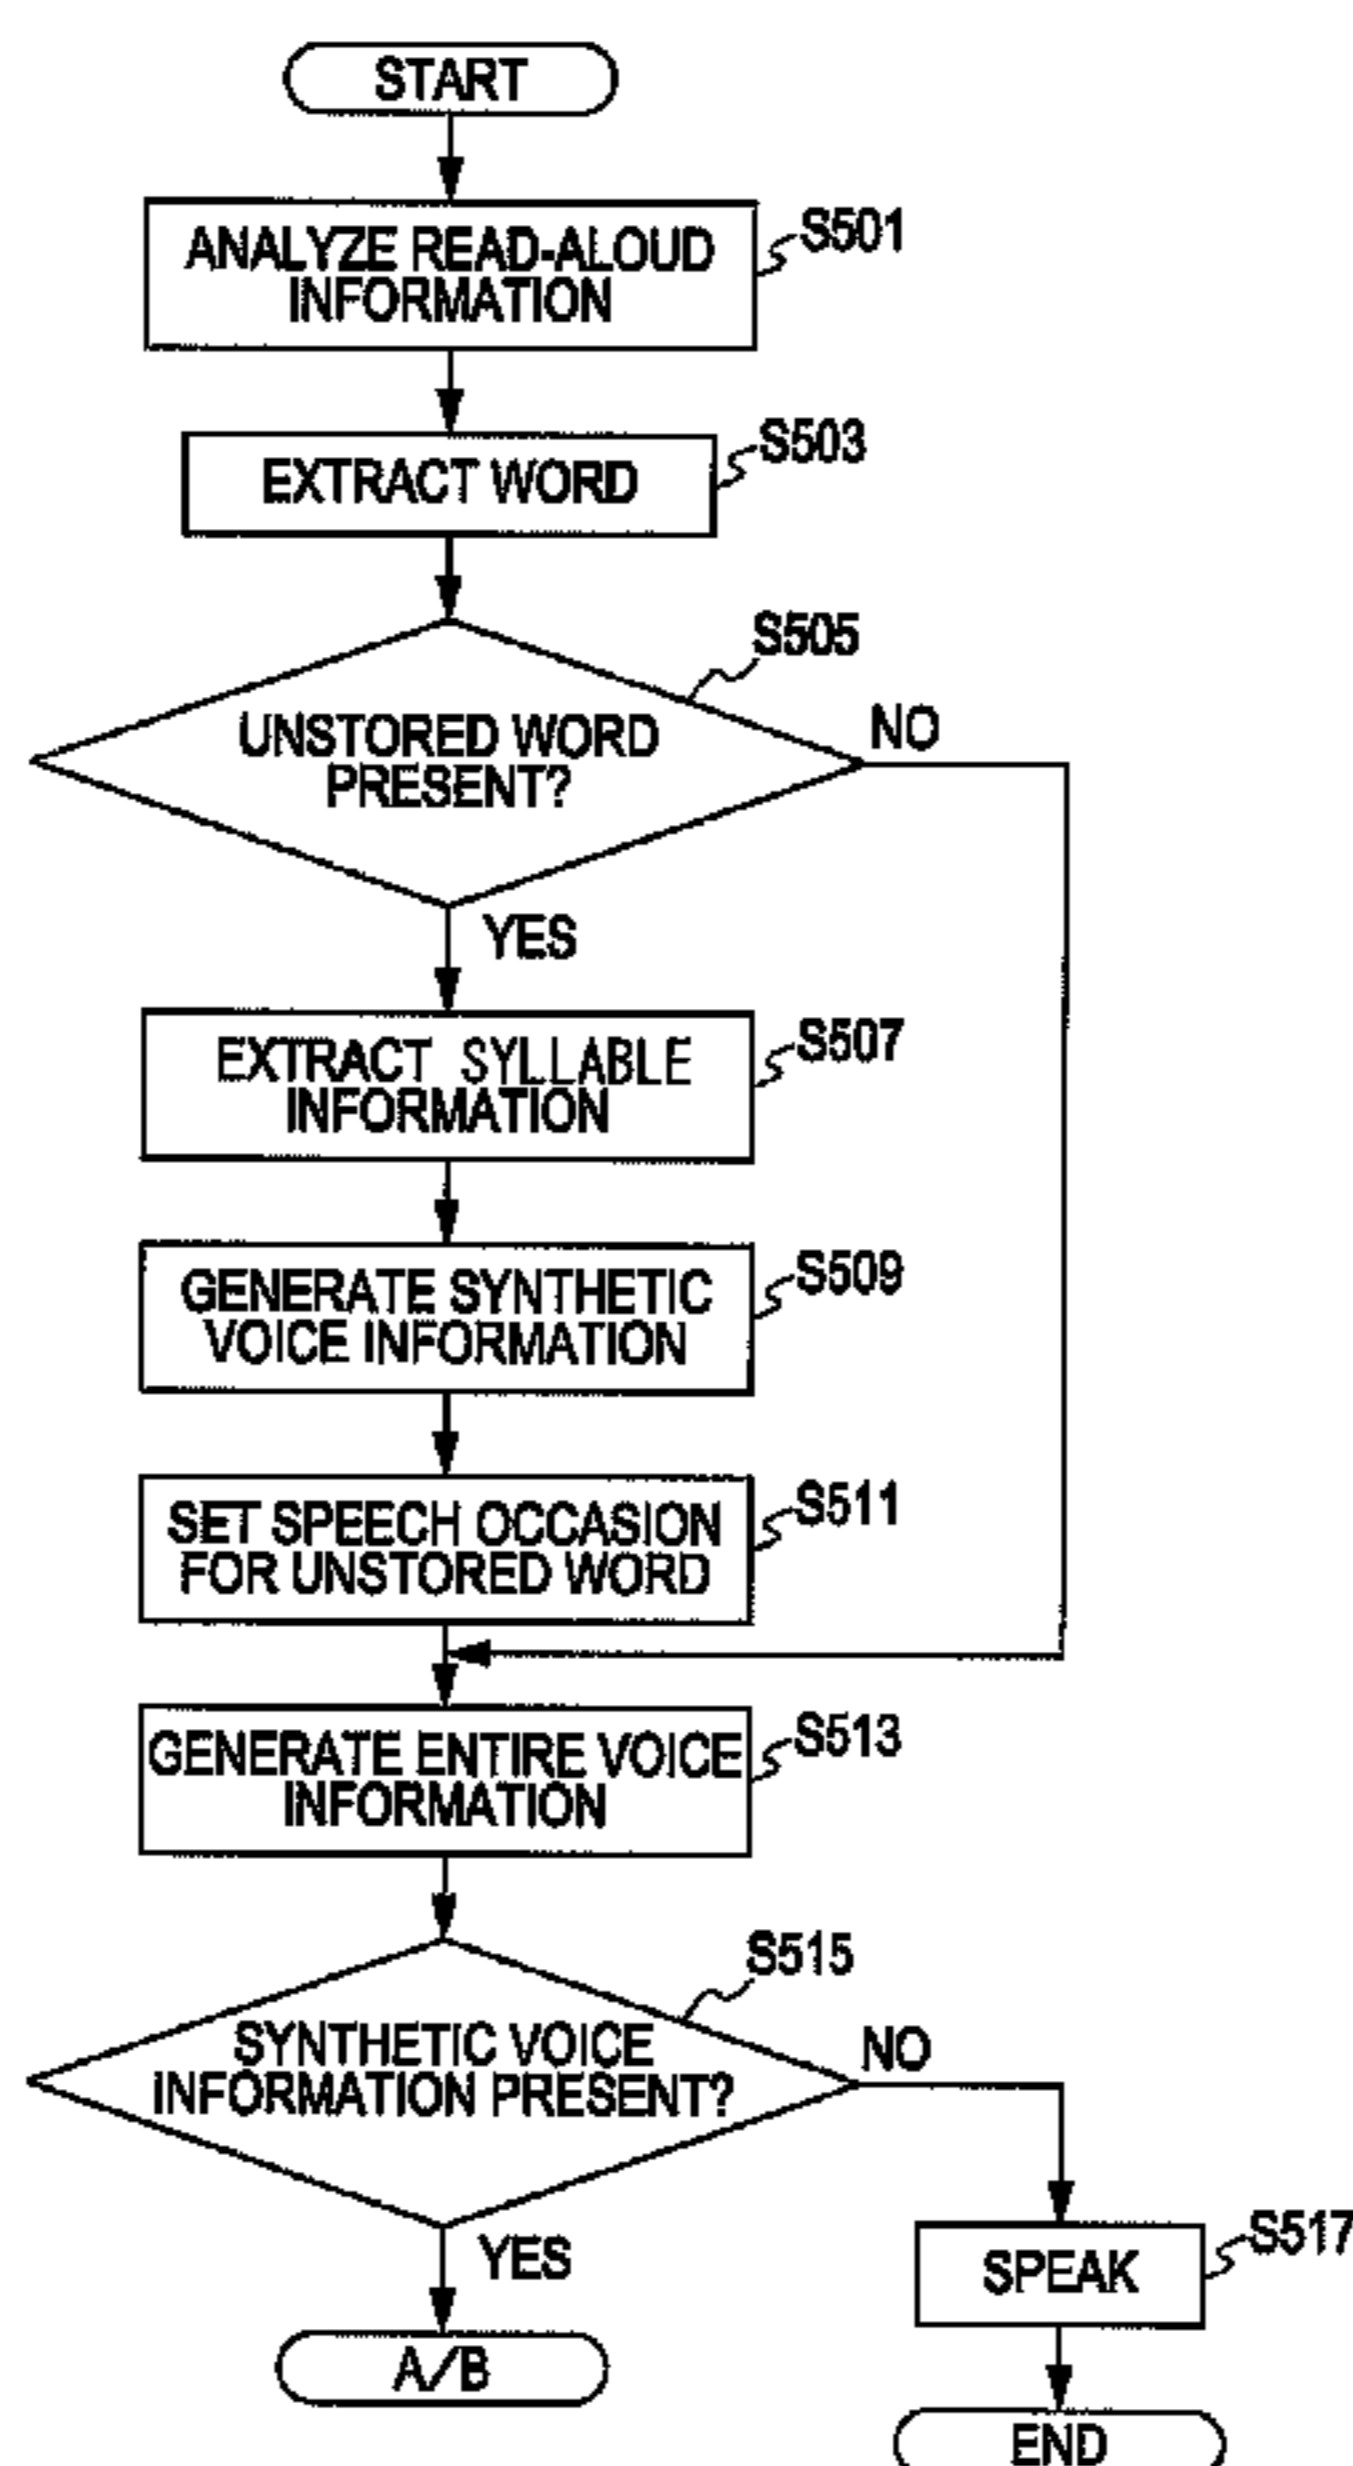 START
ANALYZE READ-ALOUD
INFORMATION
S501
EXTRACT WORD
S503
S505
UNSTORED WORD
PRESENT?
NO
YES
EXTRACT SYLLABLE
INFORMATION
S507
GENERATE SYNTHETIC
VOICE INFORMATION
S509
SET SPEECH OCCASION
FOR UNSTORED WORD
S511
GENERATE ENTIRE VOICE
INFORMATION
S513
S515
SYNTHETIC VOICE
INFORMATION PRESENT?
NO
YES
SPEAK
S517
A/B
END